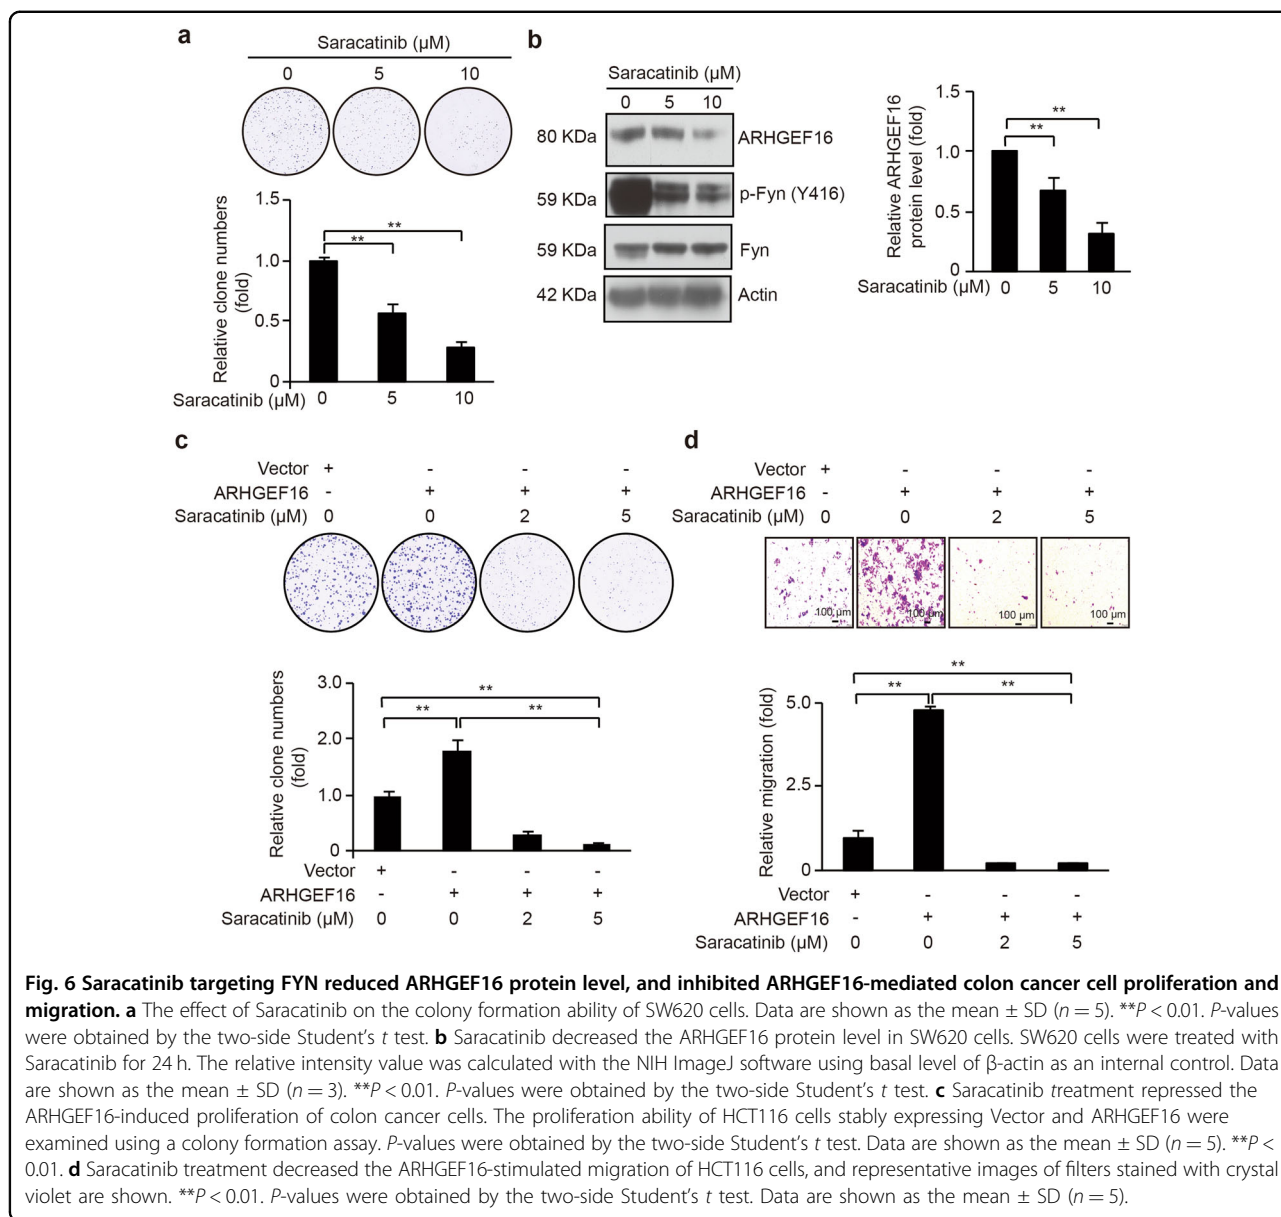 a
Saracatinib (μM)
0 5 10
1.5
1.0
0.5
0
Relative clone numbers
(fold)
**
**
Saracatinib (μM) 0 5 10
b
Saracatinib (μM)
0 5 10
80 KDa ARHGEF16
59 KDa p-Fyn (Y416)
59 KDa Fyn
42 KDa Actin
1.5
1.0
0.5
0
Relative ARHGEF16
protein level (fold)
**
**
Saracatinib (μM) 0 5 10
c
Vector + - - -
ARHGEF16 - + + +
Saracatinib (μM) 0 0 2 5
3.0
2.0
1.0
0
Relative clone numbers
(fold)
**
** **
Vector + - - -
ARHGEF16 - + + +
Saracatinib (μM) 0 0 2 5
d
Vector + - - -
ARHGEF16 - + + +
Saracatinib (μM) 0 0 2 5
100 μm 100 μm 100 μm 100 μm
5.0
2.5
0
Relative migration (fold)
**
** **
Vector + - - -
ARHGEF16 - + + +
Saracatinib (μM) 0 0 2 5
Fig. 6 Saracatinib targeting FYN reduced ARHGEF16 protein level, and inhibited ARHGEF16-mediated colon cancer cell proliferation and
migration. a The effect of Saracatinib on the colony formation ability of SW620 cells. Data are shown as the mean ± SD (n = 5). **P < 0.01. P-values
were obtained by the two-side Student's t test. b Saracatinib decreased the ARHGEF16 protein level in SW620 cells. SW620 cells were treated with
Saracatinib for 24 h. The relative intensity value was calculated with the NIH ImageJ software using basal level of β-actin as an internal control. Data
are shown as the mean ± SD (n = 3). **P < 0.01. P-values were obtained by the two-side Student's t test. c Saracatinib treatment repressed the
ARHGEF16-induced proliferation of colon cancer cells. The proliferation ability of HCT116 cells stably expressing Vector and ARHGEF16 were
examined using a colony formation assay. P-values were obtained by the two-side Student's t test. Data are shown as the mean ± SD (n = 5). **P <
0.01. d Saracatinib treatment decreased the ARHGEF16-stimulated migration of HCT116 cells, and representative images of filters stained with crystal
violet are shown. **P < 0.01. P-values were obtained by the two-side Student's t test. Data are shown as the mean ± SD (n = 5).